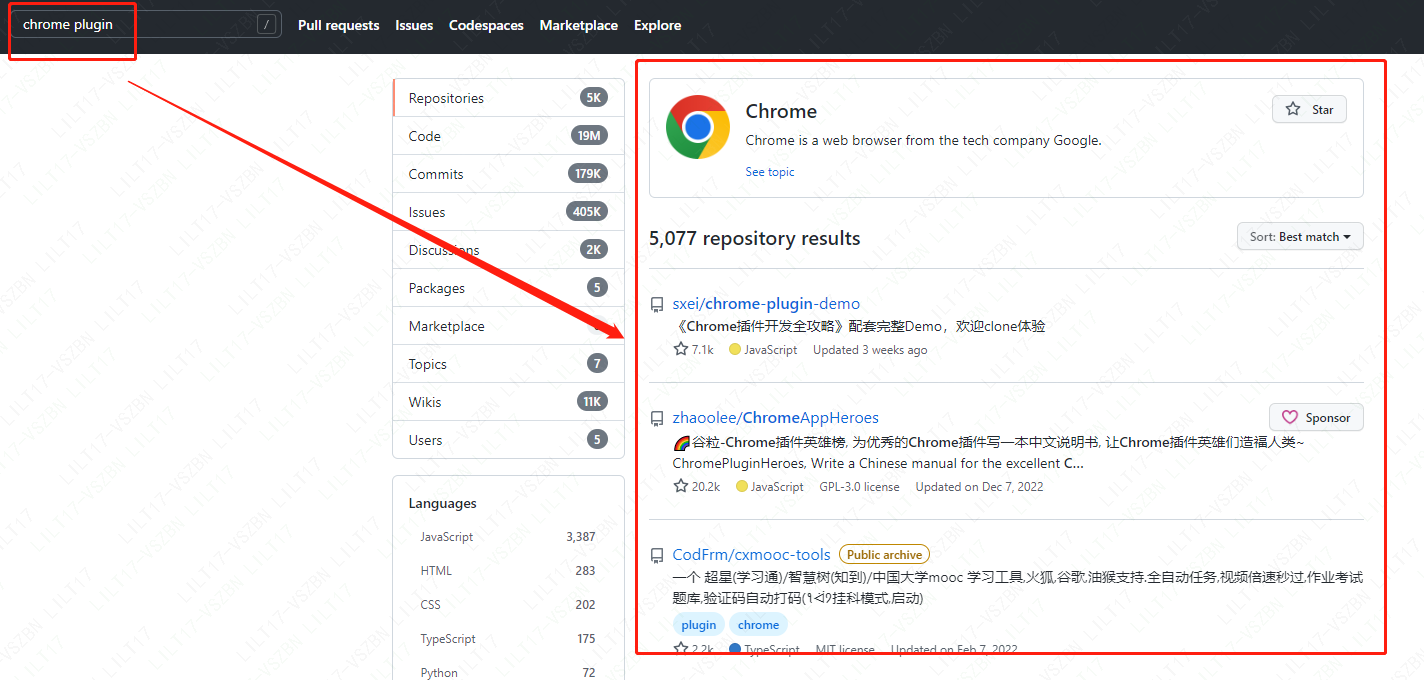 chrome plugin
/
Pull requests Issues Codespaces Marketplace Explore
Repositories 5K
Code 19M
Commits 179K
Issues 405K
Discussions 2K
Packages 5
Marketplace
Topics 7
Wikis 11K
Users 5
Languages
JavaScript 3,387
HTML 283
CSS 202
TypeScript 175
Python 72
Chrome
Star
Chrome is a web browser from the tech company Google.
See topic
5,077 repository results
Sort: Best match
sxei/chrome-plugin-demo
《Chrome插件开发全攻略》配套完整Demo，欢迎clone体验
7.1k JavaScript Updated 3 weeks ago
zhaoolee/ChromeAppHeroes
Sponsor
🌈谷粒-Chrome插件英雄榜, 为优秀的Chrome插件写一本中文说明书, 让Chrome插件英雄们造福人类~
ChromePluginHeroes, Write a Chinese manual for the excellent C...
20.2k JavaScript GPL-3.0 license Updated on Dec 7, 2022
CodFrm/cxmooc-tools Public archive
一个 超星(学习通)/智慧树(知到)/中国大学mooc 学习工具,火狐,谷歌,油猴支持.全自动任务,视频倍速秒过,作业考试
题库,验证码自动打码(挂科模式,启动)
plugin chrome
2.2k TypeScript MIT license Updated on Feb 7, 2022
LILT17-VSZBN